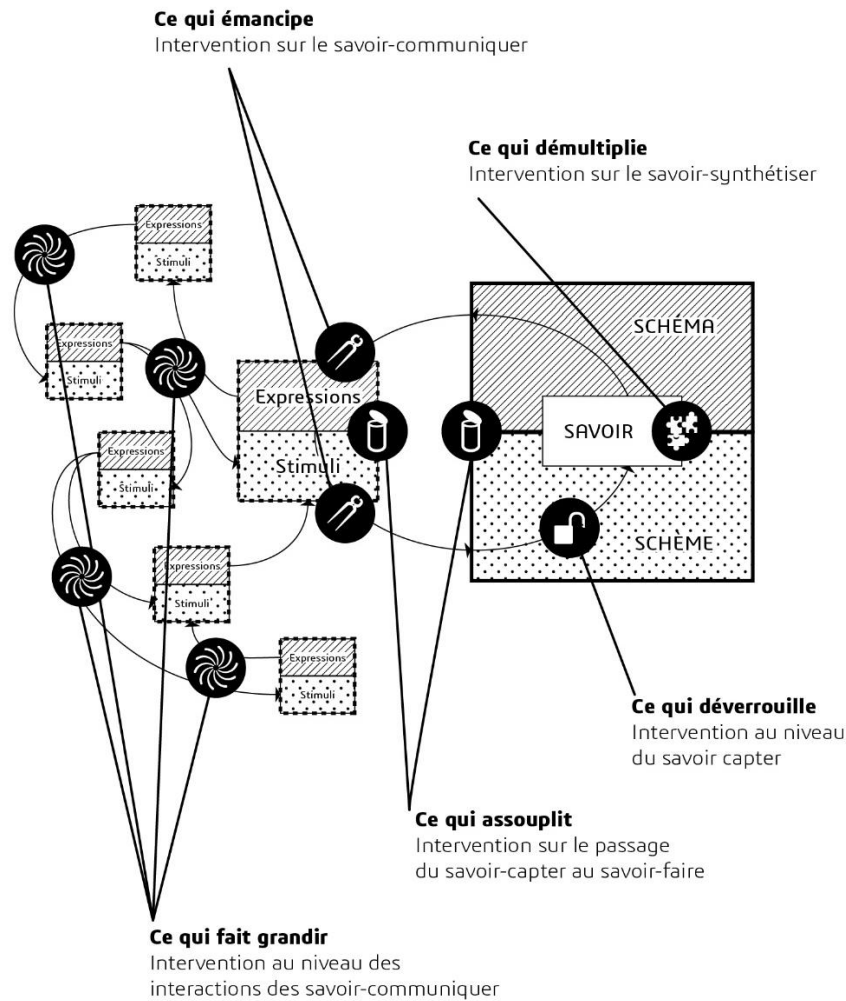 Ce qui émancipe
Intervention sur le savoir-communiquer
Ce qui démultiplie
Intervention sur le savoir-synthétiser
Expressions
Stimuli
Expressions
Stimuli
Expressions
Stimuli
SCHÉMA
SAVOIR
SCHÈME
Expressions
Stimuli
Expressions
Stimuli
Expressions
Stimuli
Ce qui déverrouille
Intervention au niveau
du savoir capter
Ce qui assouplit
Intervention sur le passage
du savoir-capter au savoir-faire
Ce qui fait grandir
Intervention au niveau des
interactions des savoir-communiquer